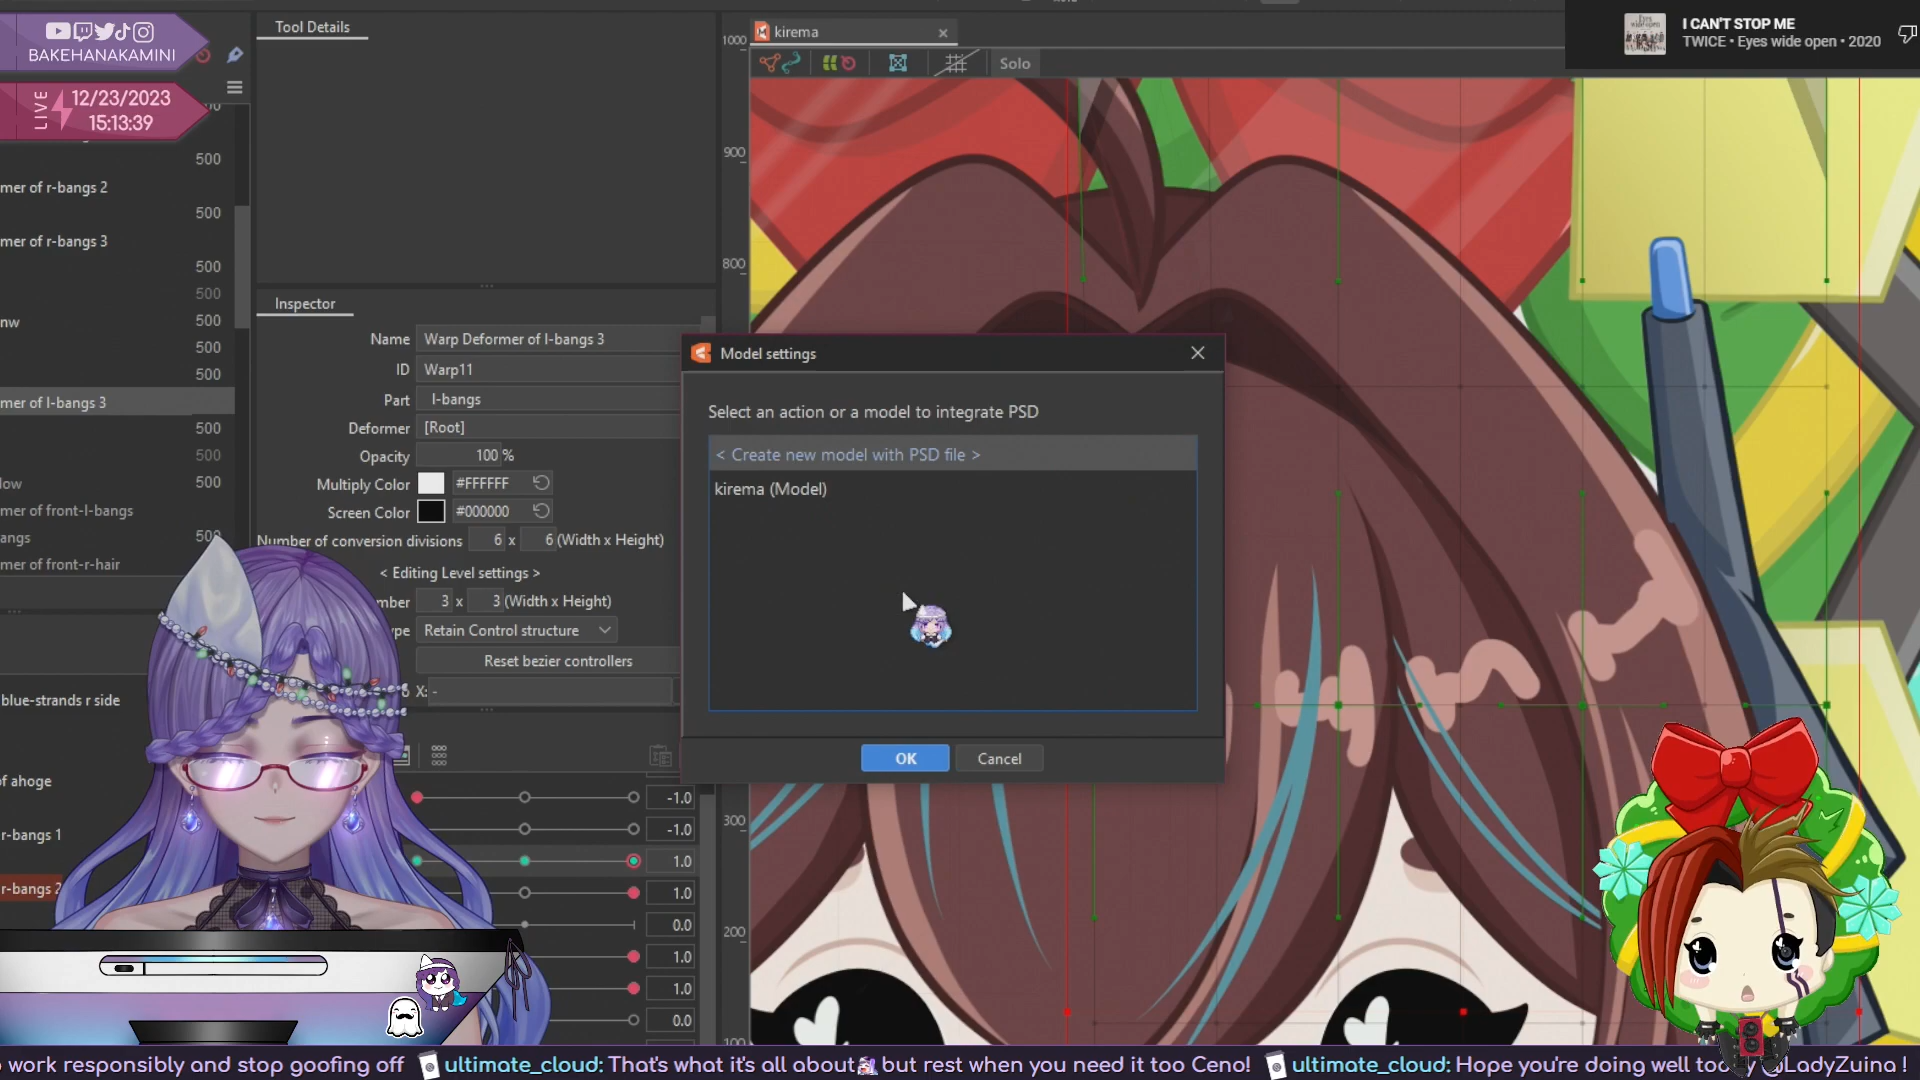 BAKEHANAKAMINI
LIVE
12/23/2023
15:13:39
Tool Details
1000
kirema
Solo
I CAN'T STOP ME
TWICE • Eyes wide open • 2020
500
mer of r-bangs 2
500
mer of r-bangs 3
500
500
nw
500
500
500
mer of l-bangs 3
500
500
low
500
mer of front-l-bangs
angs
mer of front-r-hair
blue-strands r side
of ahoge
r-bangs 1
r-bangs 2
Inspector
Name
Warp Deformer of l-bangs 3
ID
Warp11
Part
l-bangs
Deformer
[Root]
Opacity
100 %
Multiply Color
#FFFFFF
Screen Color
#000000
Number of conversion divisions
6 x 6 (Width x Height)
< Editing Level settings >
3 x 3 (Width x Height)
Retain Control structure
Reset bezier controllers
X: -
-1.0
-1.0
1.0
1.0
0.0
1.0
1.0
0.0
900
800
300
200
Model settings
Select an action or a model to integrate PSD
< Create new model with PSD file >
kirema (Model)
OK
Cancel
work responsibly and stop goofing off ultimate_cloud: That's what it's all about but rest when you need it too Ceno! ultimate_cloud: Hope you're doing well today @LadyZuina !